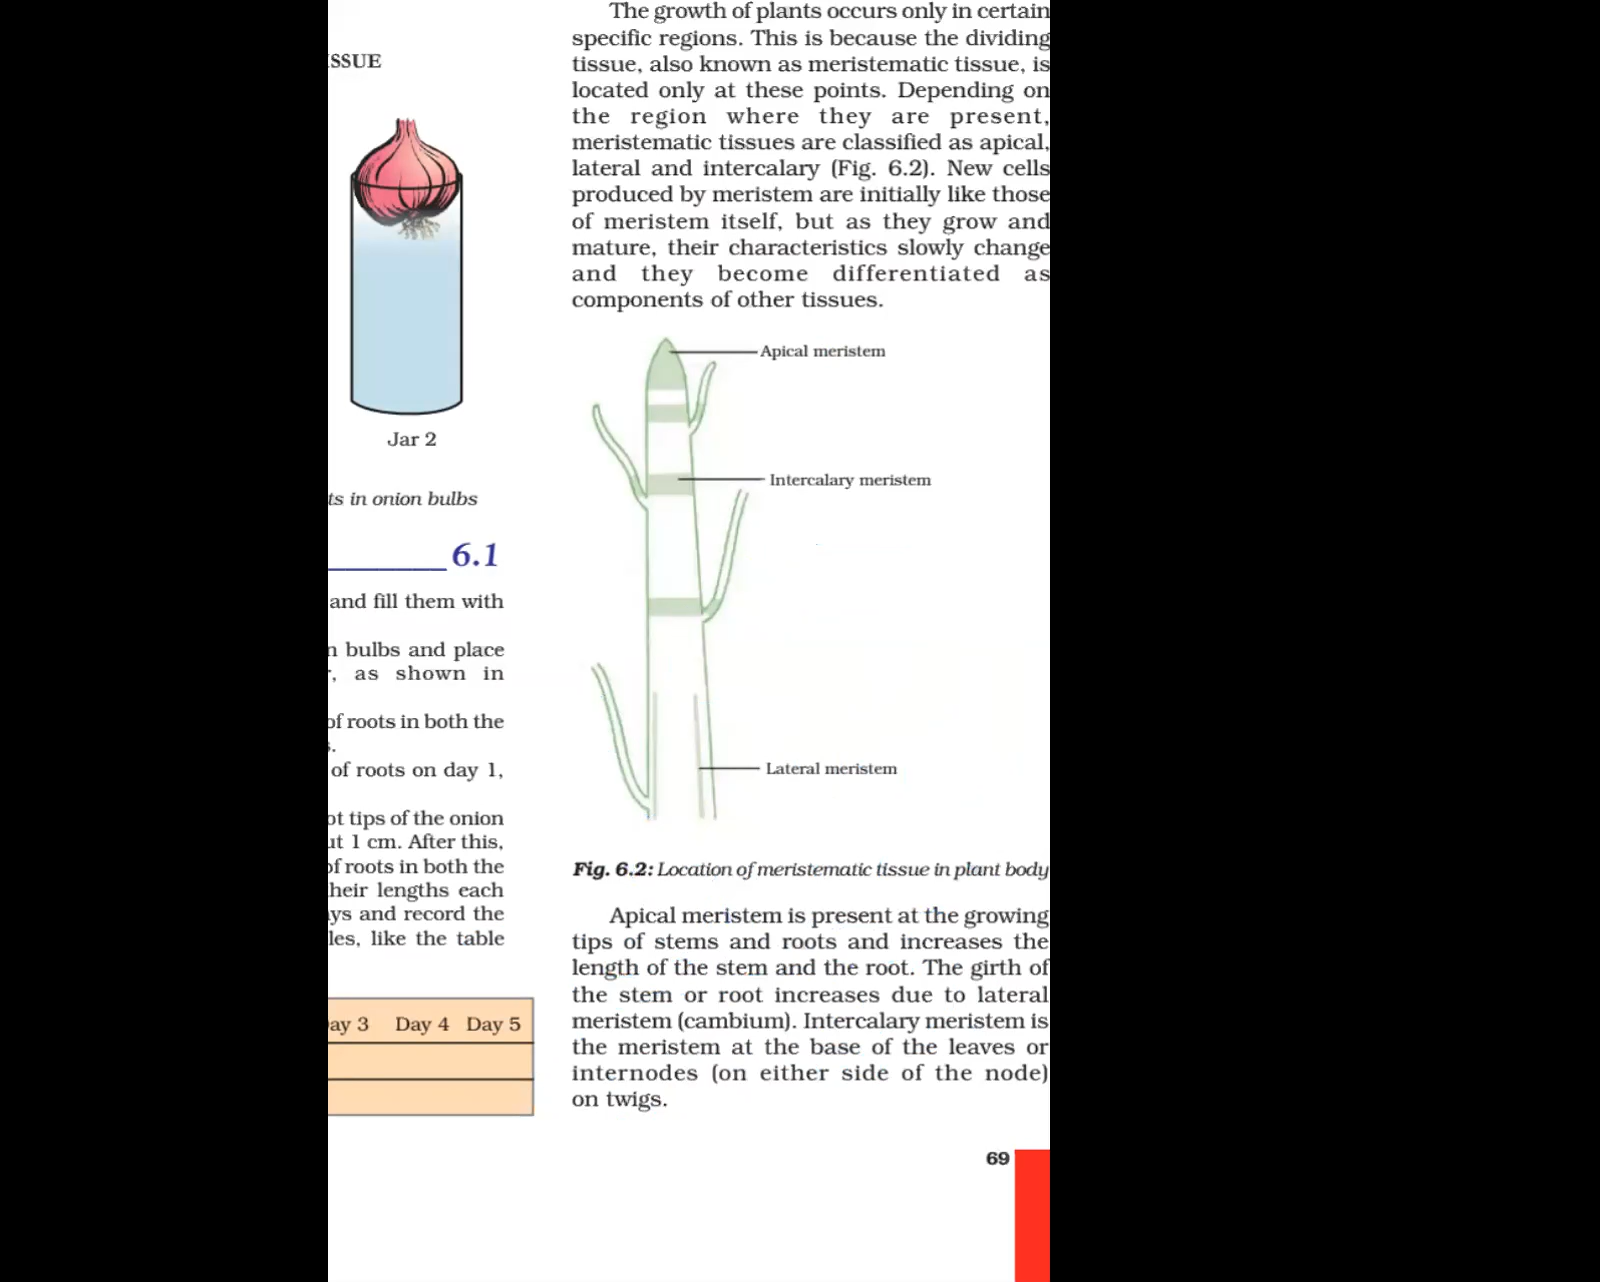 SSUE
Jar 2
ts in onion bulbs
6.1
and fill them with
bulbs and place
, as shown in
of roots in both the
of roots on day 1,
ot tips of the onion
ut 1 cm. After this,
of roots in both the
heir lengths each
ys and record the
les, like the table
ay 3 Day 4 Day 5
The growth of plants occurs only in certain
specific regions. This is because the dividing
tissue, also known as meristematic tissue, is
located only at these points. Depending on
the region where they are present,
meristematic tissues are classified as apical,
lateral and intercalary (Fig. 6.2). New cells
produced by meristem are initially like those
of meristem itself, but as they grow and
mature, their characteristics slowly change
and they become differentiated as
components of other tissues.
Apical meristem
Intercalary meristem
Lateral meristem
Fig. 6.2: Location of meristematic tissue in plant body
Apical meristem is present at the growing
tips of stems and roots and increases the
length of the stem and the root. The girth of
the stem or root increases due to lateral
meristem (cambium). Intercalary meristem is
the meristem at the base of the leaves or
internodes (on either side of the node)
on twigs.
69